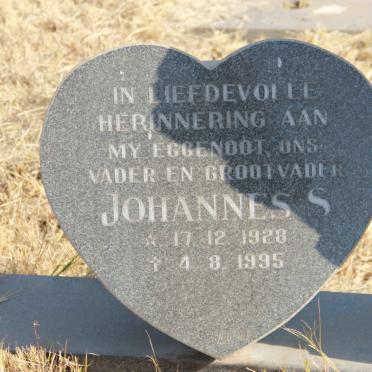 IN LIEFDEVOLLE
HERINNERING AAN
MY EGGENOOT, ONS
VADER EN GROOTVADER
JOHANNES S
☆ 17. 12. 1928
✝ 4. 8. 1995